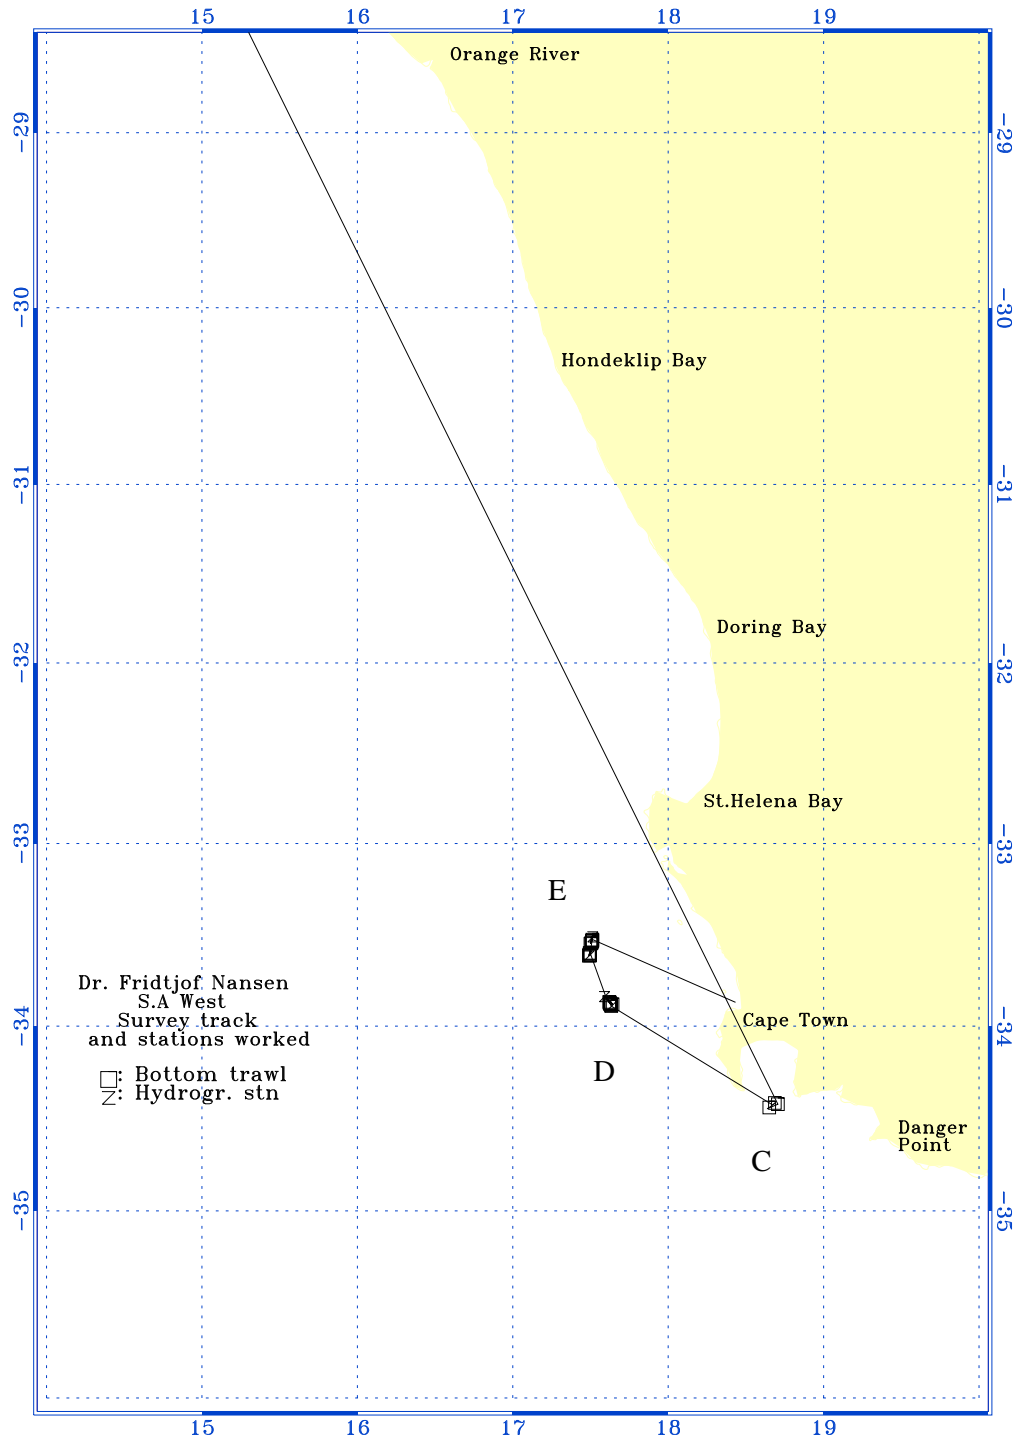 15 16 17 18 19
Orange River
-29 -29
-30 -30
Hondeklip Bay
-31 -31
Doring Bay
-32 -32
St.Helena Bay
-33 -33
E
Dr. Fridtjof Nansen
S.A West
Survey track
and stations worked
Cape Town
-34 -34
D
: Bottom trawl
: Hydrogr. stn
Danger
Point
C
-35 -35
15 16 17 18 19